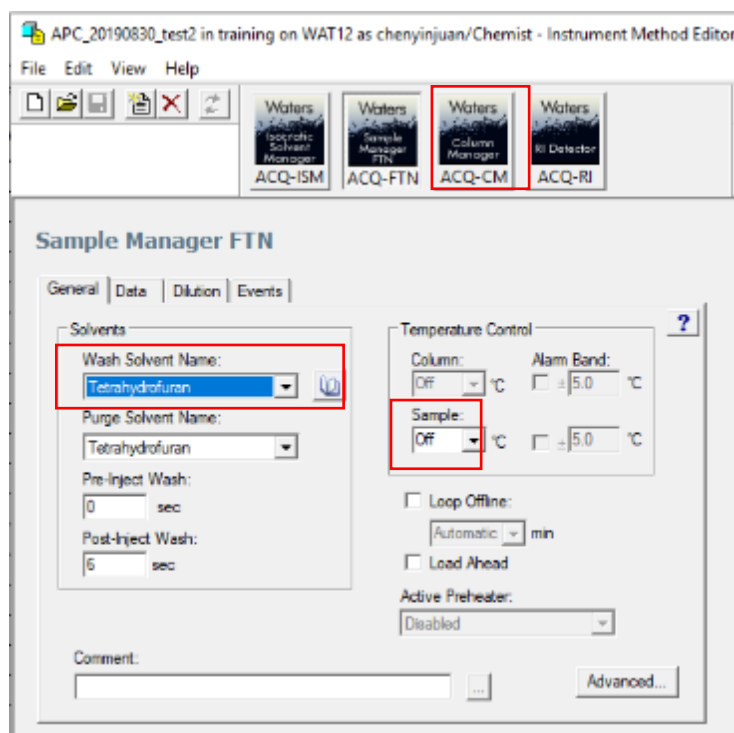 APC_20190830_test2 in training on WAT12 as chenyinjuan/Chemist - Instrument Method Editor
File Edit View Help
Waters Isocratic Solvent Manager
ACQ-ISM
Waters Sample Manager FTN
ACQ-FTN
Waters Column Manager
ACQ-CM
Waters RI Detector
ACQ-RI
Sample Manager FTN
General Data Dilution Events
Solvents
Wash Solvent Name:
Tetrahydrofuran
Purge Solvent Name:
Tetrahydrofuran
Pre-Inject Wash:
0 sec
Post-Inject Wash:
6 sec
Temperature Control
?
Column: Alarm Band:
Off °C ± 5.0 °C
Sample:
Off °C ± 5.0 °C
Loop Offline:
Automatic min
Load Ahead
Active Preheater:
Disabled
Comment:
...
Advanced...